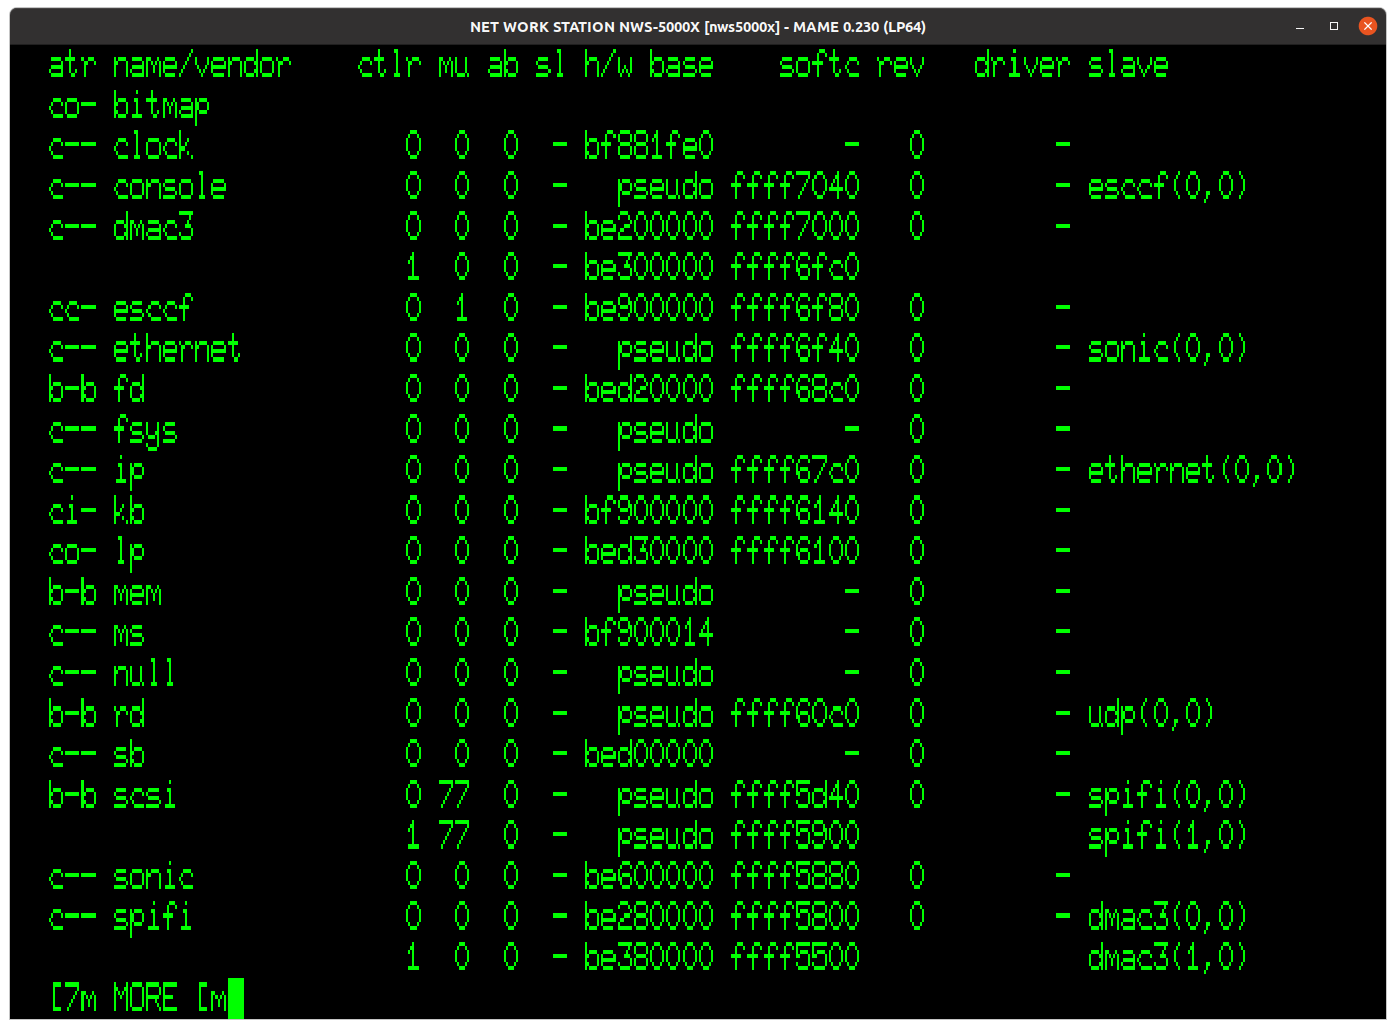 NET WORK STATION NWS-5000X [nws5000x] - MAME 0.230 (LP64)
atr name/vendor    ctlr mu ab sl h/w base    softc rev   driver slave
co- bitmap
c-- clock             0  0  0  - bf881fe0        -   0        -
c-- console           0  0  0  -   pseudo ffff7040   0        - esccf(0,0)
c-- dmac3             0  0  0  - be200000 ffff7000   0        -
                      1  0  0  - be300000 ffff6fc0
cc- esccf             0  1  0  - be900000 ffff6f80   0        -
c-- ethernet          0  0  0  -   pseudo ffff6f40   0        - sonic(0,0)
b-b fd                0  0  0  - bed20000 ffff68c0   0        -
c-- fsys              0  0  0  -   pseudo        -   0        -
c-- ip                0  0  0  -   pseudo ffff67c0   0        - ethernet(0,0)
ci- kb                0  0  0  - bf900000 ffff6140   0        -
co- lp                0  0  0  - bed30000 ffff6100   0        -
b-b mem               0  0  0  -   pseudo        -   0        -
c-- ms                0  0  0  - bf900014        -   0        -
c-- null              0  0  0  -   pseudo        -   0        -
b-b rd                0  0  0  -   pseudo ffff60c0   0        - udp(0,0)
c-- sb                0  0  0  - bed00000        -   0        -
b-b scsi              0 77  0  -   pseudo ffff5d40   0        - spifi(0,0)
                      1 77  0  -   pseudo ffff5900              spifi(1,0)
c-- sonic             0  0  0  - be600000 ffff5880   0        -
c-- spifi             0  0  0  - be280000 ffff5800   0        - dmac3(0,0)
                      1  0  0  - be380000 ffff5500              dmac3(1,0)
[7m MORE [m